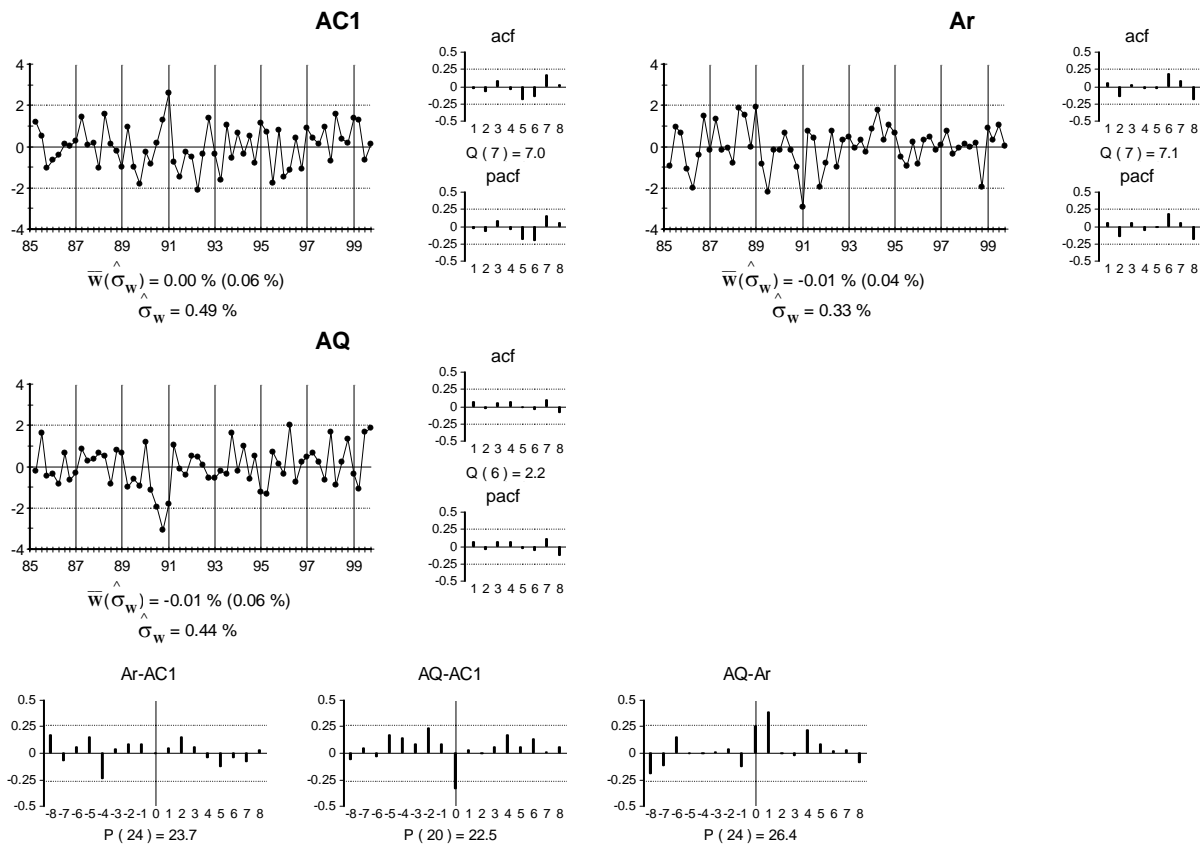 AC1
acf
0.5
0.25
0
-0.25
-0.5
1 2 3 4 5 6 7 8
Q ( 7 ) = 7.0
pacf
0.5
0.25
0
-0.25
-0.5
1 2 3 4 5 6 7 8
4
2
0
-2
-4
85 87 89 91 93 95 97 99
w̅(σ̂w) = 0.00 % (0.06 %)
σ̂w = 0.49 %
Ar
acf
0.5
0.25
0
-0.25
-0.5
1 2 3 4 5 6 7 8
Q ( 7 ) = 7.1
pacf
0.5
0.25
0
-0.25
-0.5
1 2 3 4 5 6 7 8
4
2
0
-2
-4
85 87 89 91 93 95 97 99
w̅(σ̂w) = -0.01 % (0.04 %)
σ̂w = 0.33 %
AQ
acf
0.5
0.25
0
-0.25
-0.5
1 2 3 4 5 6 7 8
Q ( 6 ) = 2.2
pacf
0.5
0.25
0
-0.25
-0.5
1 2 3 4 5 6 7 8
4
2
0
-2
-4
85 87 89 91 93 95 97 99
w̅(σ̂w) = -0.01 % (0.06 %)
σ̂w = 0.44 %
Ar-AC1
0.5
0.25
0
-0.25
-0.5
-8 -7 -6 -5 -4 -3 -2 -1 0 1 2 3 4 5 6 7 8
P ( 24 ) = 23.7
AQ-AC1
0.5
0.25
0
-0.25
-0.5
-8 -7 -6 -5 -4 -3 -2 -1 0 1 2 3 4 5 6 7 8
P ( 20 ) = 22.5
AQ-Ar
0.5
0.25
0
-0.25
-0.5
-8 -7 -6 -5 -4 -3 -2 -1 0 1 2 3 4 5 6 7 8
P ( 24 ) = 26.4